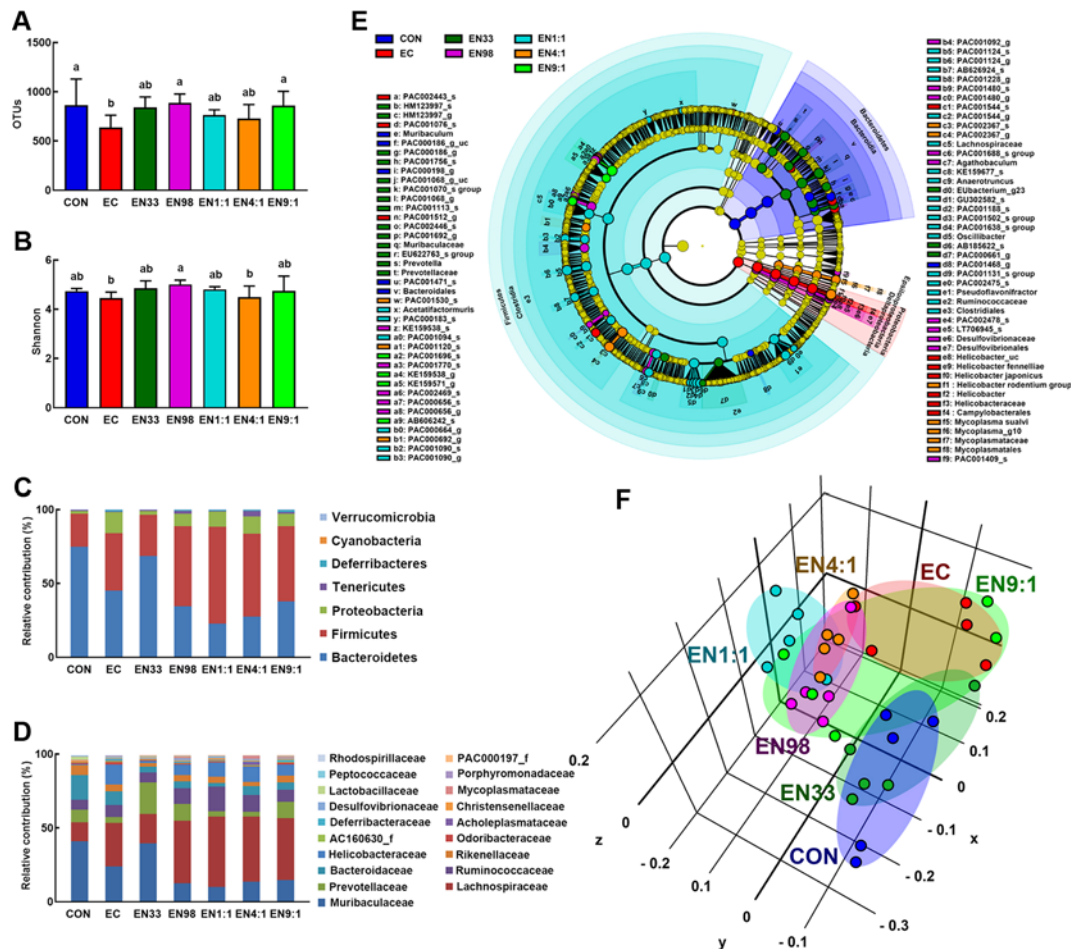 A
1500
1000
500
0
OTUs
a
b
ab
a
ab
ab
a
CON
EC
EN33
EN98
EN1:1
EN4:1
EN9:1
B
6
4
2
0
Shannon
ab
b
ab
a
ab
b
ab
CON
EC
EN33
EN98
EN1:1
EN4:1
EN9:1
C
100
50
0
Relative contribution (%)
CON
EC
EN33
EN98
EN1:1
EN4:1
EN9:1
Verrucomicrobia
Cyanobacteria
Deferribacteres
Tenericutes
Proteobacteria
Firmicutes
Bacteroidetes
D
100
50
0
Relative contribution (%)
CON
EC
EN33
EN98
EN1:1
EN4:1
EN9:1
Rhodospirillaceae
Peptococcaceae
Lactobacillaceae
Desulfovibrionaceae
Deferribacteraceae
AC160630_f
Helicobacteraceae
Bacteroidaceae
Prevotellaceae
Muribaculaceae
PAC000197_f
Porphyromonadaceae
Mycoplasmataceae
Christensenellaceae
Acholeplasmataceae
Odoribacteraceae
Rikenellaceae
Ruminococcaceae
Lachnospiraceae
E
CON
EC
EN33
EN98
EN1:1
EN4:1
EN9:1
a: PAC002443_s
b: HM123997_s
c: HM123997_g
d: PAC001076_s
e: Muribaculum
f: PAC000186_g_uc
g: PAC000186_g
h: PAC001756_s
i: PAC000198_g
j: PAC001068_g_uc
k: PAC001070_s group
l: PAC001068_g
m: PAC001113_s
n: PAC001512_g
o: PAC002446_s
p: PAC001692_g
q: Muribaculaceae
r: EU622763_s group
s: Prevotella
t: Prevotellaceae
u: PAC001471_s
v: Bacteroidales
w: PAC001530_s
x: Acetatifactormuris
y: PAC000183_s
z: KE159538_s
a0: PAC001094_s
a1: PAC001120_s
a2: PAC001696_s
a3: PAC001770_s
a4: KE159538_g
a5: KE159571_g
a6: PAC002469_s
a7: PAC000656_s
a8: PAC000656_g
a9: AB606242_s
b0: PAC000664_g
b1: PAC000692_g
b2: PAC001090_s
b3: PAC001090_g
b4: PAC001092_g
b5: PAC001124_s
b6: PAC001124_g
b7: AB626924_s
b8: PAC001228_g
b9: PAC001480_s
c0: PAC001480_g
c1: PAC001544_s
c2: PAC001544_g
c3: PAC002367_s
c4: PAC002367_g
c5: Lachnospiraceae
c6: PAC001688_s group
c7: Agathobaculum
c8: KE159677_s
c9: Anaerotruncus
d0: EUbacterium_g23
d1: GU302582_s
d2: PAC001188_s
d3: PAC001502_s group
d4: PAC001638_s group
d5: Oscillibacter
d6: AB185622_s
d7: PAC000661_g
d8: PAC001468_g
d9: PAC001131_s group
e0: PAC002475_s
e1: Pseudoflavonifractor
e2: Ruminococcaceae
e3: Clostridiales
e4: PAC002478_s
e5: LT706945_s
e6: Desulfovibrionaceae
e7: Desulfovibrionales
e8: Helicobacter_uc
e9: Helicobacter fennelliae
f0: Helicobacter japonicus
f1 : Helicobacter rodentium group
f2 : Helicobacter
f3: Helicobacteraceae
f4 : Campylobacterales
f5: Mycoplasma sualvi
f6: Mycoplasma_g10
f7: Mycoplasmataceae
f8: Mycoplasmatales
f9: PAC001409_s
Bacteroidetes
Bacteroidia
Firmicutes
Clostridia
Epsilonproteobacteria
Deltaproteobacteria
Proteobacteria
F
EN4:1
EC
EN9:1
EN1:1
EN98
EN33
CON
0.2
0
- 0.2
z
0.1
0
- 0.1
y
0.2
0.1
0
- 0.1
- 0.2
- 0.3
x